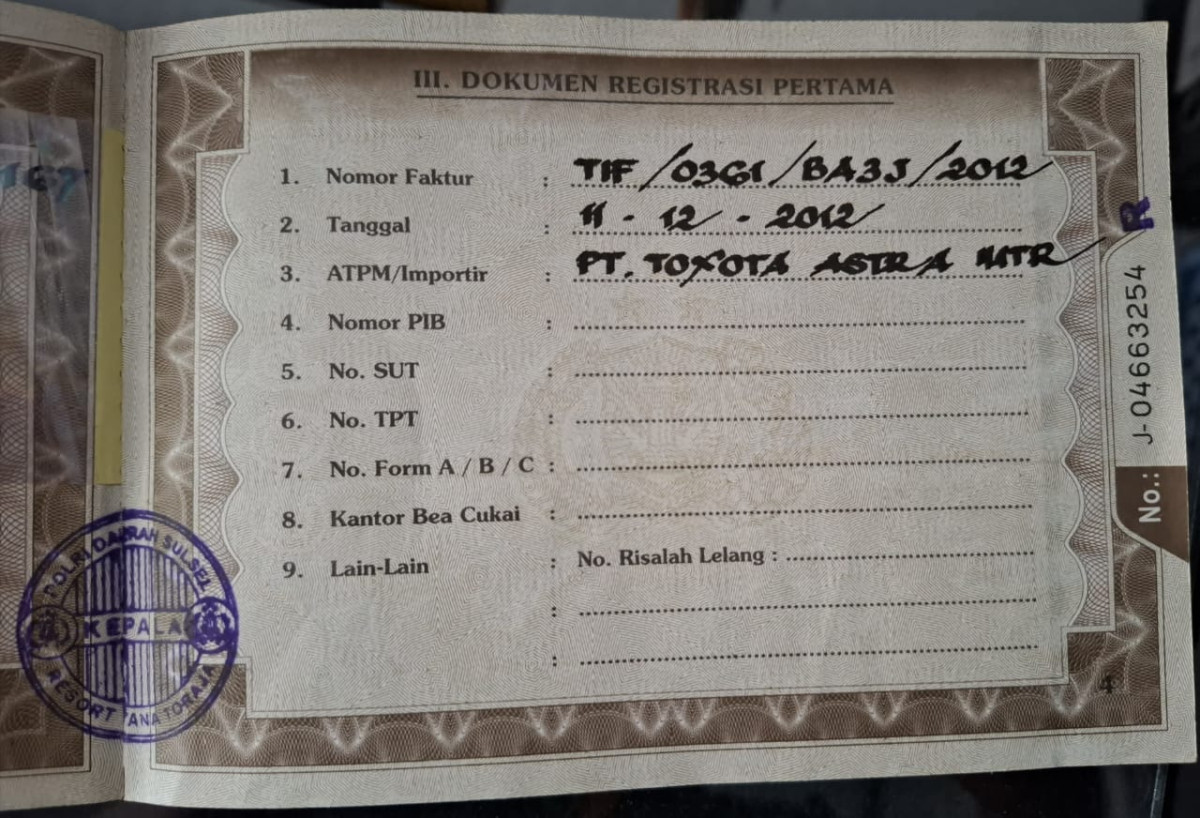 III. DOKUMEN REGISTRASI PERTAMA
1. Nomor Faktur : TIF/03G1/BA3J/2012
2. Tanggal : 11 - 12 - 2012
3. ATPM/Importir : PT. TOYOTA ASTRA MTR
4. Nomor PIB :
5. No. SUT :
6. No. TPT :
7. No. Form A / B / C :
8. Kantor Bea Cukai :
9. Lain-Lain : No. Risalah Lelang :
:
:
4
No.: J-04663254 R
POLRI DAERAH SULSEL
KEPALA
RESORT TANA TORAJA
167